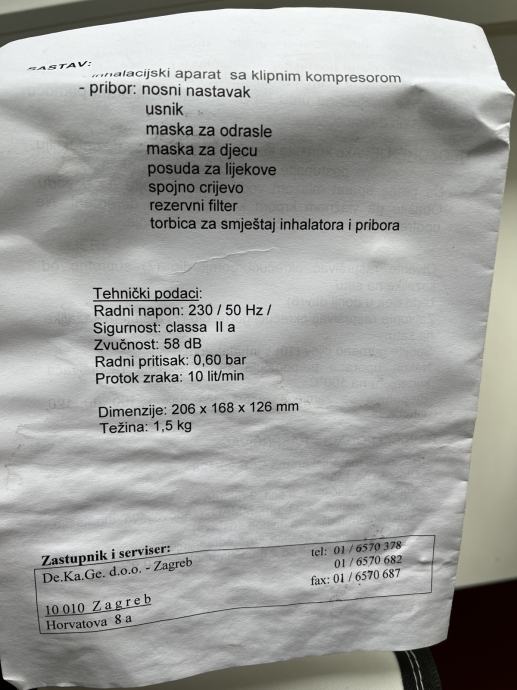 SASTAV:
- inhalacijski aparat sa klipnim kompresorom
- pribor: nosni nastavak
usnik
maska za odrasle
maska za djecu
posuda za lijekove
spojno crijevo
rezervni filter
torbica za smještaj inhalatora i pribora
Tehnički podaci:
Radni napon: 230 / 50 Hz /
Sigurnost: classa II a
Zvučnost: 58 dB
Radni pritisak: 0,60 bar
Protok zraka: 10 lit/min
Dimenzije: 206 x 168 x 126 mm
Težina: 1,5 kg
Zastupnik i serviser:
De.Ka.Ge. d.o.o. - Zagreb
tel: 01 / 6570 378
01 / 6570 682
fax: 01 / 6570 687
10 010 Z a g r e b
Horvatova 8 a